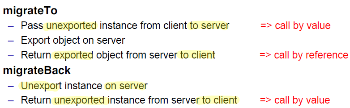 migrateTo
– Pass unexported instance from client to server => call by value
– Export object on server
– Return exported object from server to client => call by reference
migrateBack
– Unexport instance on server
– Return unexported instance from server to client => call by value